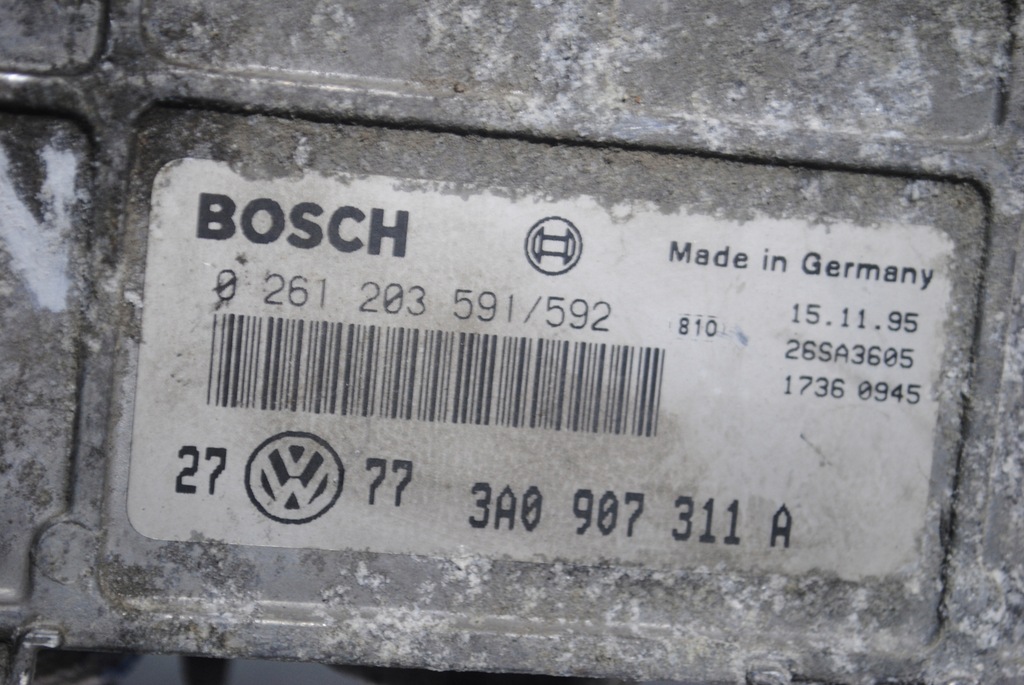 BOSCH
Made in Germany
0 261 203 591/592
810
15.11.95
26SA3605
1736 0945
27 VW 77 3A0 907 311 A